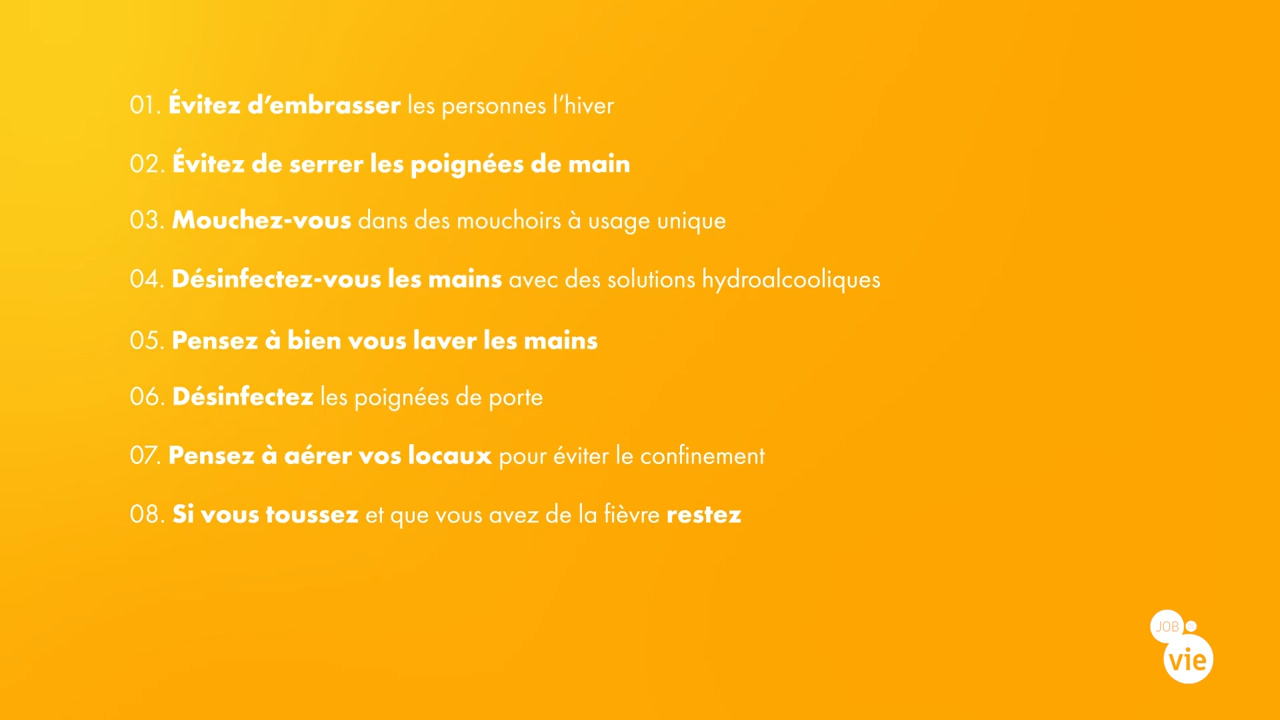 01. Évitez d’embrasser les personnes l’hiver
02. Évitez de serrer les poignées de main
03. Mouchez-vous dans des mouchoirs à usage unique
04. Désinfectez-vous les mains avec des solutions hydroalcooliques
05. Pensez à bien vous laver les mains
06. Désinfectez les poignées de porte
07. Pensez à aérer vos locaux pour éviter le confinement
08. Si vous toussez et que vous avez de la fièvre restez
JOB
vie